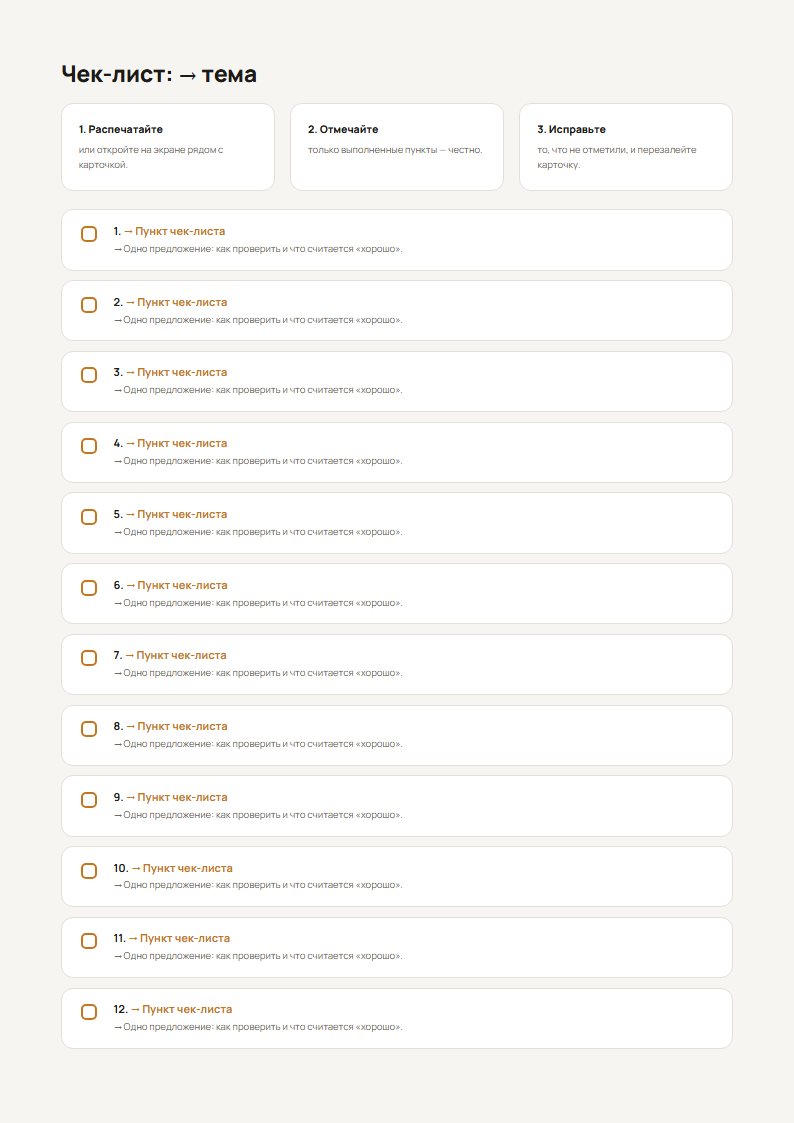 Чек-лист: → тема
1. Распечатайте
или откройте на экране рядом с
карточкой.
2. Отмечайте
только выполненные пункты — честно.
3. Исправьте
то, что не отметили, и перезалейте
карточку.
1. → Пункт чек-листа
→ Одно предложение: как проверить и что считается «хорошо».
2. → Пункт чек-листа
→ Одно предложение: как проверить и что считается «хорошо».
3. → Пункт чек-листа
→ Одно предложение: как проверить и что считается «хорошо».
4. → Пункт чек-листа
→ Одно предложение: как проверить и что считается «хорошо».
5. → Пункт чек-листа
→ Одно предложение: как проверить и что считается «хорошо».
6. → Пункт чек-листа
→ Одно предложение: как проверить и что считается «хорошо».
7. → Пункт чек-листа
→ Одно предложение: как проверить и что считается «хорошо».
8. → Пункт чек-листа
→ Одно предложение: как проверить и что считается «хорошо».
9. → Пункт чек-листа
→ Одно предложение: как проверить и что считается «хорошо».
10. → Пункт чек-листа
→ Одно предложение: как проверить и что считается «хорошо».
11. → Пункт чек-листа
→ Одно предложение: как проверить и что считается «хорошо».
12. → Пункт чек-листа
→ Одно предложение: как проверить и что считается «хорошо».